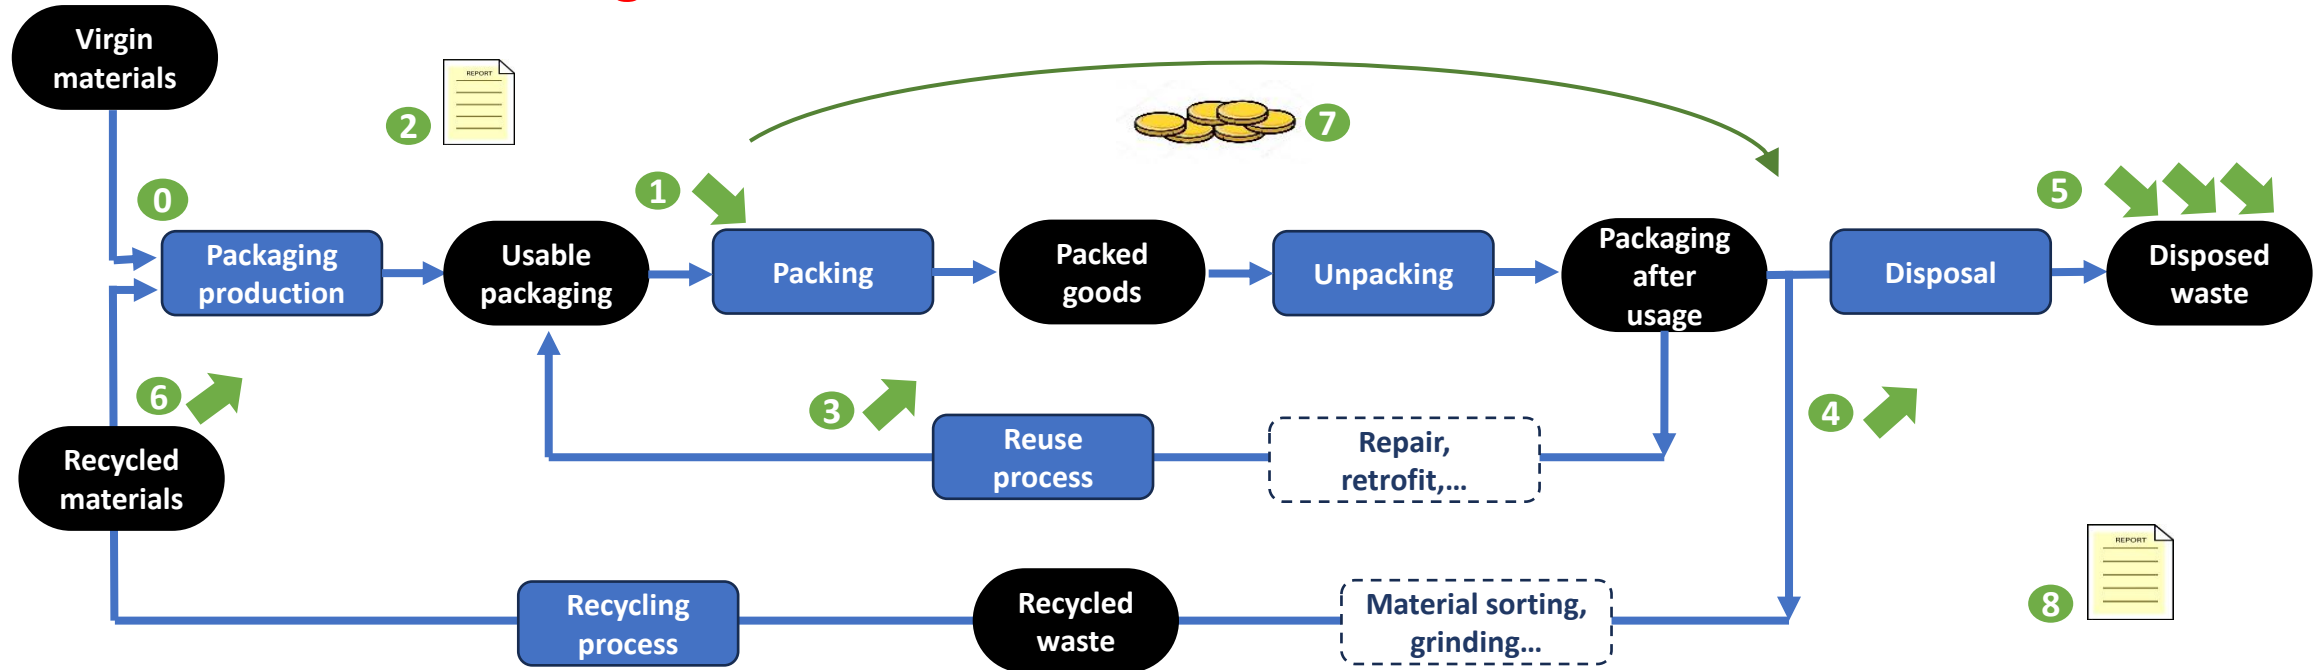 Virgin
materials
REPORT
2
7
0
1
5
Packaging
production
Usable
packaging
Packing
Packed
goods
Unpacking
Packaging
after
usage
Disposal
Disposed
waste
6
3
4
Recycled
materials
Reuse
process
Repair,
retrofit,...
REPORT
8
Recycling
process
Recycled
waste
Material sorting,
grinding...